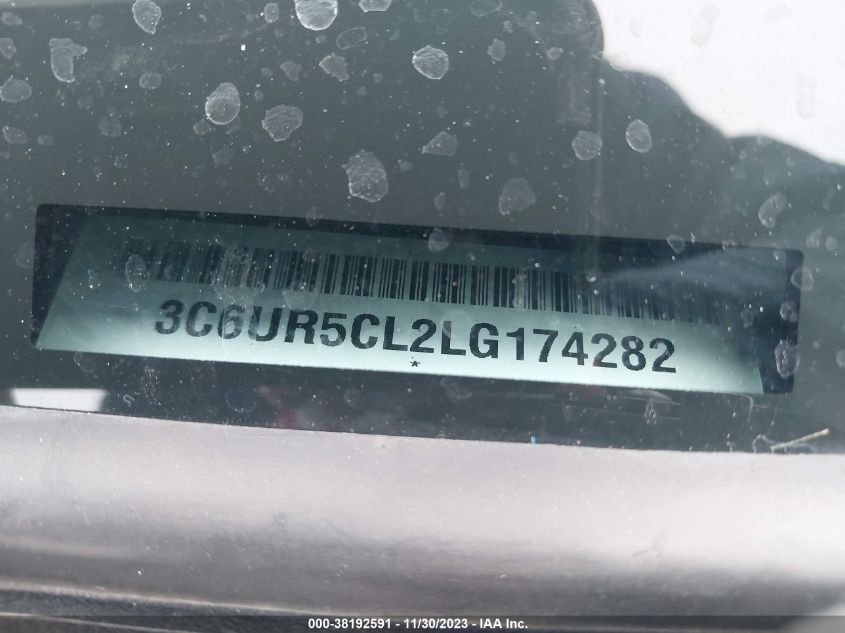 3C6UR5CL2LG174282
*
000-38192591 - 11/30/2023 - IAA Inc.